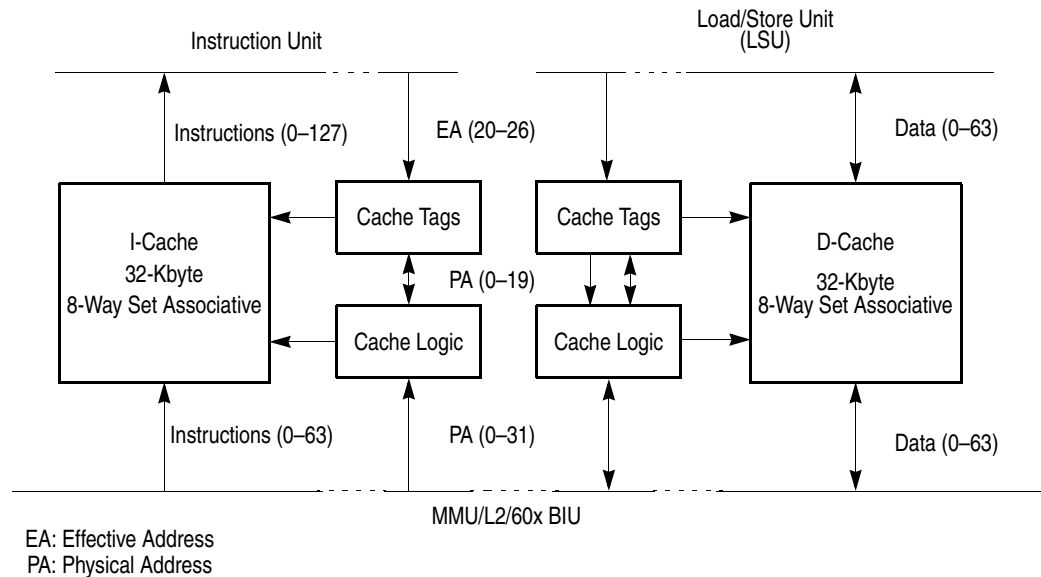 Instruction Unit
Load/Store Unit
(LSU)
Instructions (0–127)
EA (20–26)
Data (0–63)
Cache Tags
Cache Tags
I-Cache
32-Kbyte
8-Way Set Associative
PA (0–19)
D-Cache
32-Kbyte
8-Way Set Associative
Cache Logic
Cache Logic
Instructions (0–63)
PA (0–31)
Data (0–63)
MMU/L2/60x BIU
EA: Effective Address
PA: Physical Address